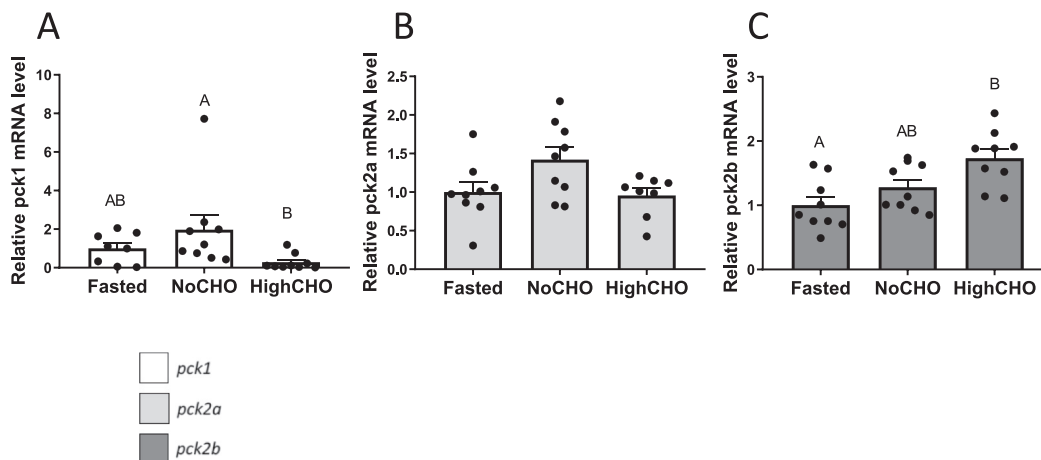 A
Relative pck1 mRNA level
10
8
6
4
2
0
AB
A
B
Fasted NoCHO HighCHO
B
Relative pck2a mRNA level
2.5
2.0
1.5
1.0
0.5
0.0
Fasted NoCHO HighCHO
C
Relative pck2b mRNA level
3
2
1
0
A
AB
B
Fasted NoCHO HighCHO
pck1
pck2a
pck2b